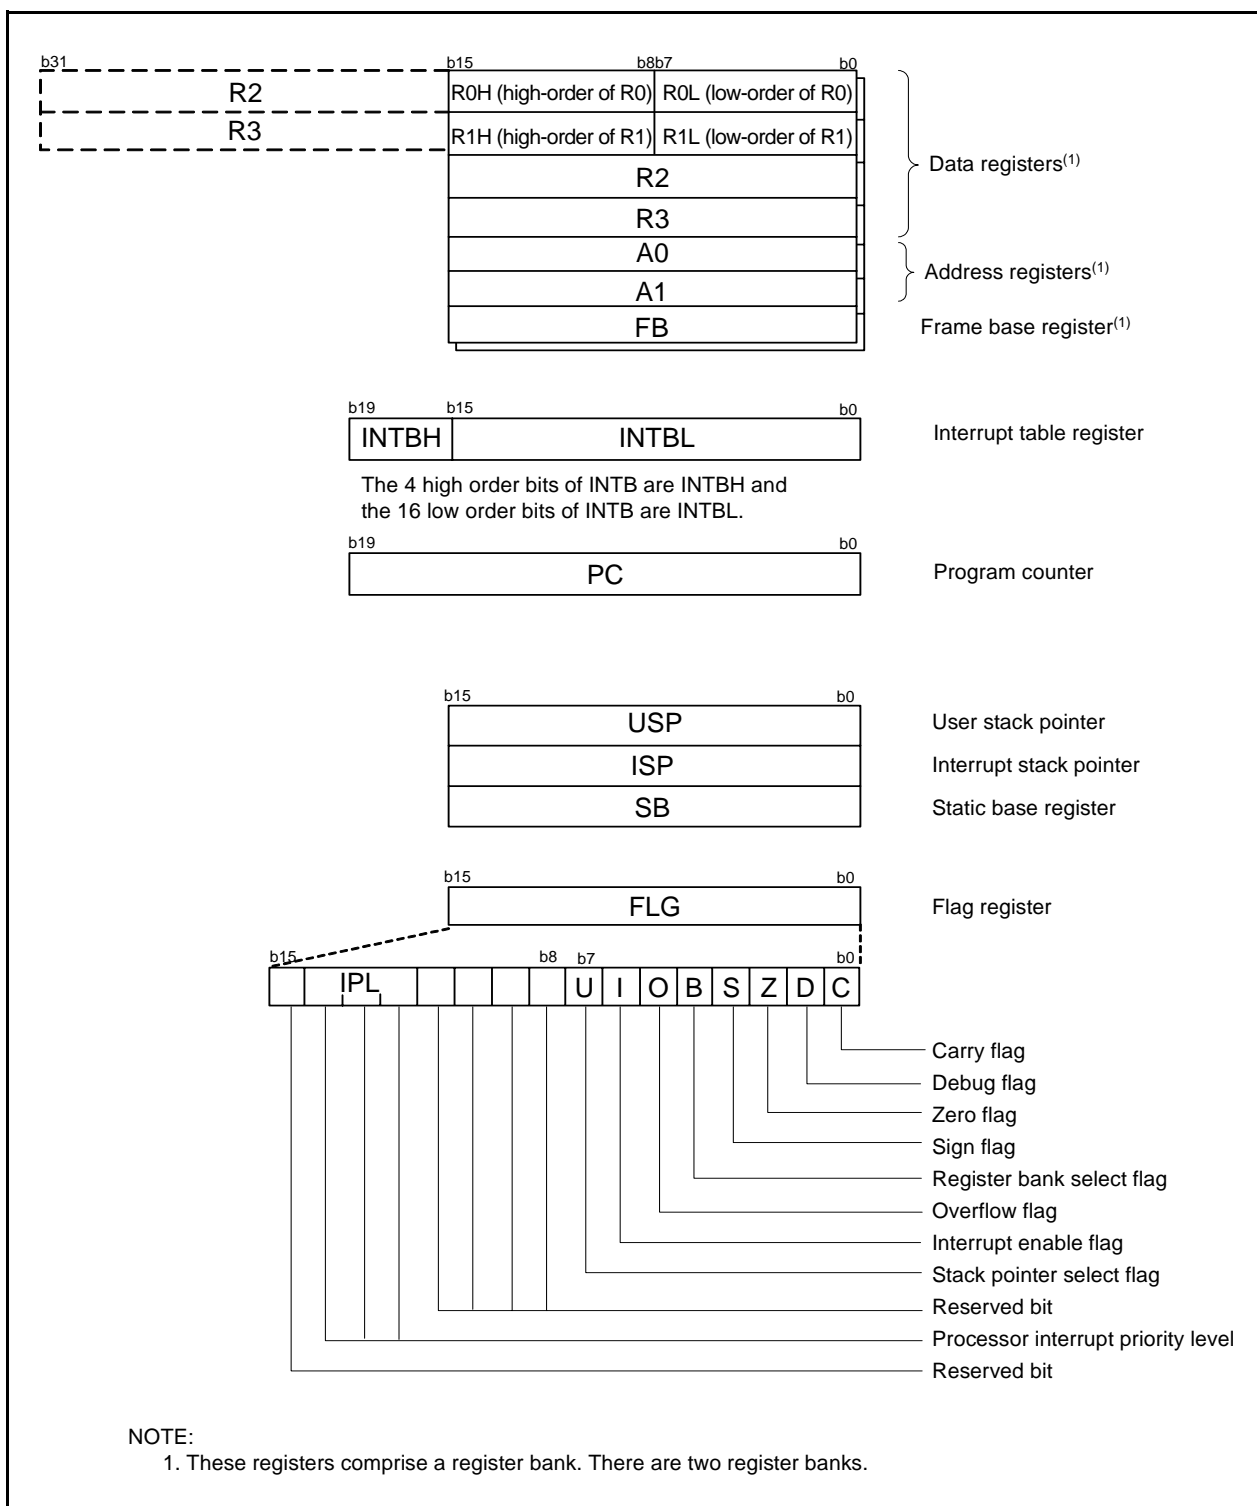 b31 b15 b8b7 b0
R2 R0H (high-order of R0) R0L (low-order of R0)
R3 R1H (high-order of R1) R1L (low-order of R1)
Data registers(1)
R2
R3
A0
Address registers(1)
A1
FB Frame base register(1)
b19 b15 b0
INTBH INTBL Interrupt table register
The 4 high order bits of INTB are INTBH and
the 16 low order bits of INTB are INTBL.
b19 b0
PC Program counter
b15 b0
USP User stack pointer
ISP Interrupt stack pointer
SB Static base register
b15 b0
FLG Flag register
b15 b8 b7 b0
IPL U I O B S Z D C
Carry flag
Debug flag
Zero flag
Sign flag
Register bank select flag
Overflow flag
Interrupt enable flag
Stack pointer select flag
Reserved bit
Processor interrupt priority level
Reserved bit
NOTE:
1. These registers comprise a register bank. There are two register banks.